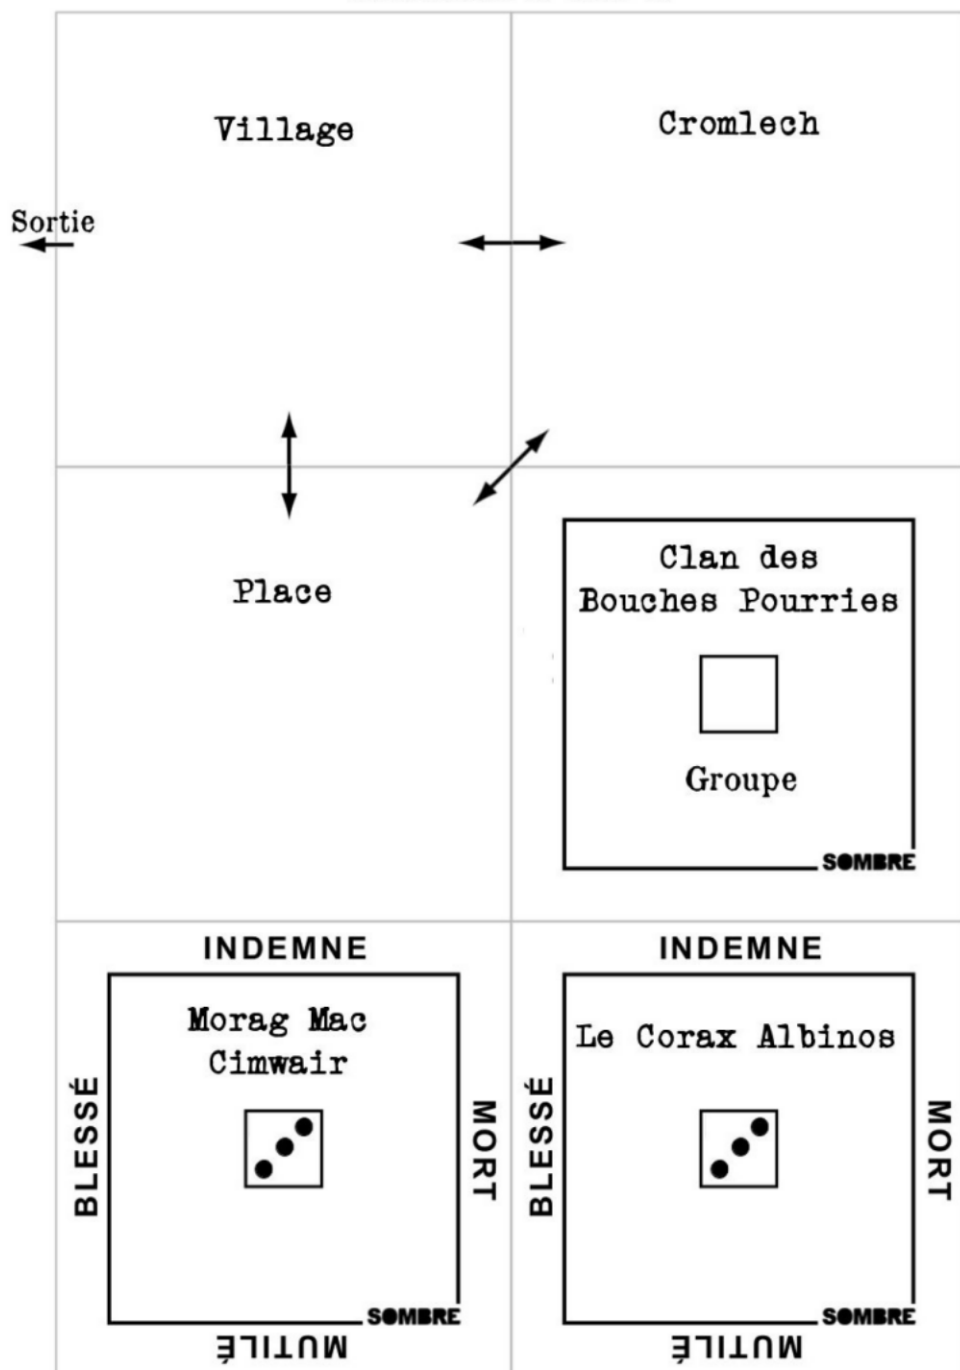 Village
Cromlech
Sortie
Place
Clan des
Bouches Pourries
Groupe
SOMBRE
INDEMNE
Morag Mac
Cimwair
BLESSÉ
MORT
SOMBRE
MUTILÉ
INDEMNE
Le Corax Albinos
BLESSÉ
MORT
SOMBRE
MUTILÉ